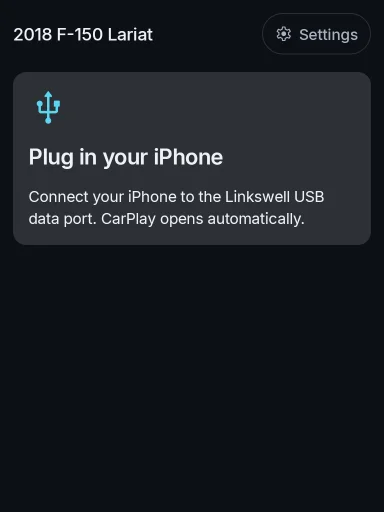 2018 F-150 Lariat
Settings
Plug in your iPhone
Connect your iPhone to the Linkswell USB
data port. CarPlay opens automatically.